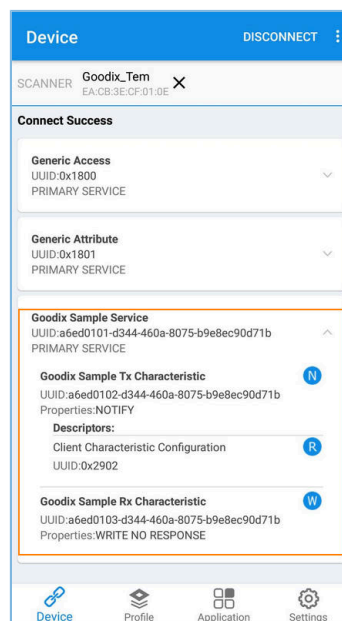 Device
DISCONNECT
SCANNER
Goodix_Tem
EA:CB:3E:CF:01:0E
Connect Success
Generic Access
UUID:0x1800
PRIMARY SERVICE
Generic Attribute
UUID:0x1801
PRIMARY SERVICE
Goodix Sample Service
UUID:a6ed0101-d344-460a-8075-b9e8ec90d71b
PRIMARY SERVICE
Goodix Sample Tx Characteristic
N
UUID:a6ed0102-d344-460a-8075-b9e8ec90d71b
Properties:NOTIFY
Descriptors:
Client Characteristic Configuration
R
UUID:0x2902
Goodix Sample Rx Characteristic
W
UUID:a6ed0103-d344-460a-8075-b9e8ec90d71b
Properties:WRITE NO RESPONSE
Device
Profile
Application
Settings